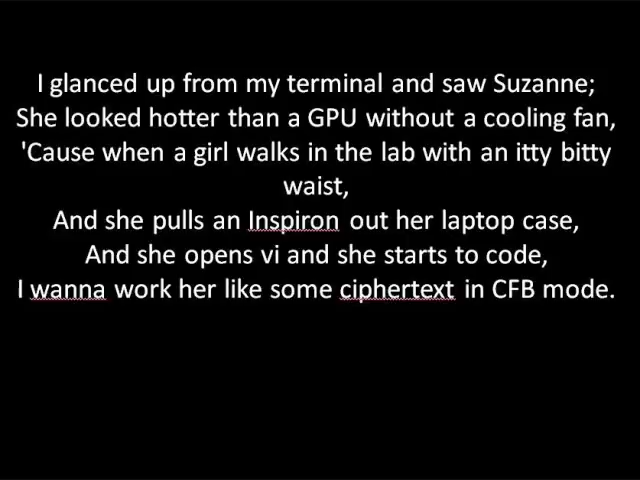 I glanced up from my terminal and saw Suzanne;
She looked hotter than a GPU without a cooling fan,
'Cause when a girl walks in the lab with an itty bitty
waist,
And she pulls an Inspiron out her laptop case,
And she opens vi and she starts to code,
I wanna work her like some ciphertext in CFB mode.